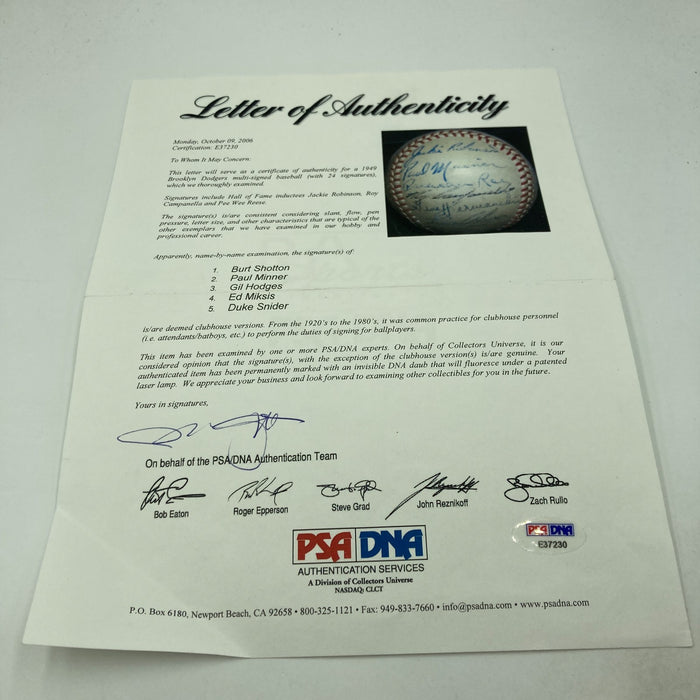 Letter of Authenticity
Monday, October 09, 2006
Certification: E37230
To Whom It May Concern:
This letter will serve as a certificate of authenticity for a 1949
Brooklyn Dodgers multi-signed baseball (with 24 signatures),
which we thoroughly examined.
Signatures include Hall of Fame inductees Jackie Robinson, Roy
Campanella and Pee Wee Reese.
The signature(s) is/are consistent considering slant, flow, pen
pressure, letter size, and other characteristics that are typical of the
other exemplars that we have examined in our hobby and
professional career.
Jackie Robinson
Paul Minner
Apparently, name-by-name examination, the signature(s) of:
1. Burt Shotton
2. Paul Minner
3. Gil Hodges
4. Ed Miksis
5. Duke Snider
is/are deemed clubhouse versions. From the 1920's to the 1980's, it was common practice for clubhouse personnel
(i.e. attendants/batboys, etc.) to perform the duties of signing for ballplayers.
This item has been examined by one or more PSA/DNA experts. On behalf of Collectors Universe, it is our
considered opinion that the signature(s), with the exception of the clubhouse version(s) is/are genuine. Your
authenticated item has been permanently marked with an invisible DNA daub that will fluoresce under a patented
laser lamp. We appreciate your business and look forward to examining other collectibles for you in the future.
Yours in signatures,
On behalf of the PSA/DNA Authentication Team
Bob Eaton Roger Epperson Steve Grad John Reznikoff Zach Rullo
PSA DNA
E37230
PSA DNA
AUTHENTICATION SERVICES
A Division of Collectors Universe
NASDAQ: CLCT
P.O. Box 6180, Newport Beach, CA 92658 • 800-325-1121 • Fax: 949-833-7660 • info@psadna.com • www.psadna.com